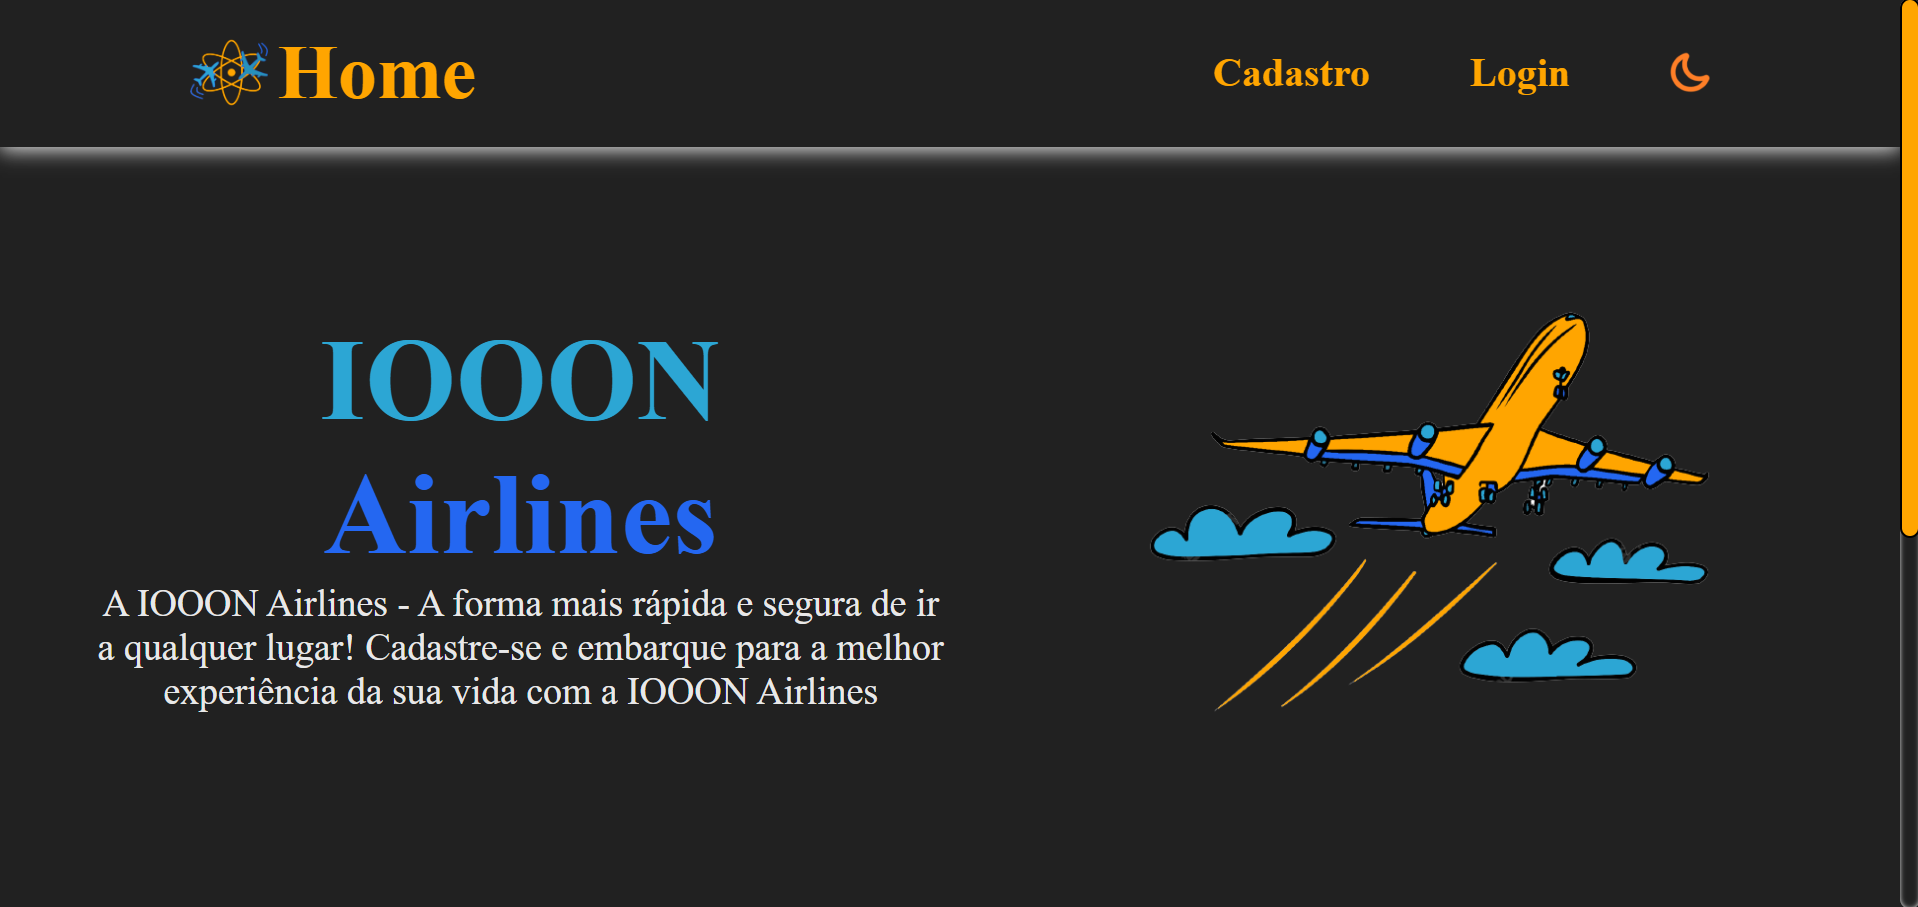 Home
Cadastro
Login
IOOON
Airlines
A IOOON Airlines - A forma mais rápida e segura de ir
a qualquer lugar! Cadastre-se e embarque para a melhor
experiência da sua vida com a IOOON Airlines